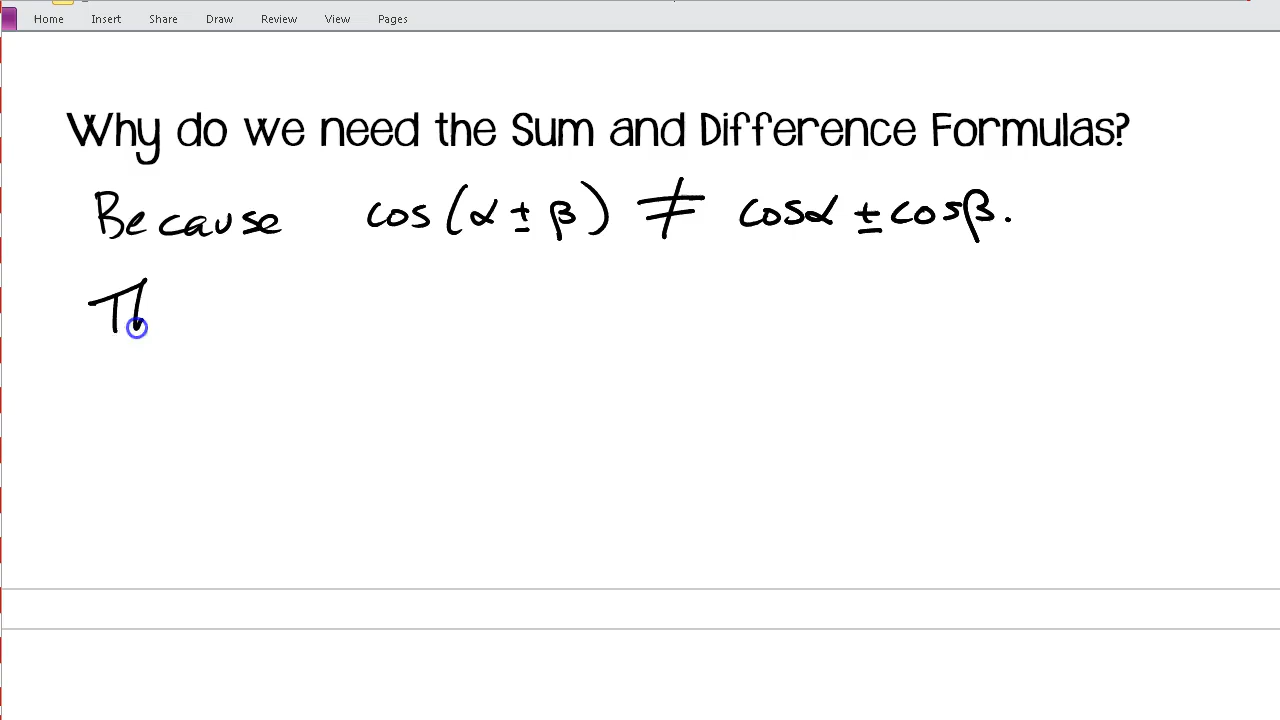 Home Insert Share Draw Review View Pages
Why do we need the Sum and Difference Formulas?
Because cos(α ± β) ≠ cosα ± cosβ.